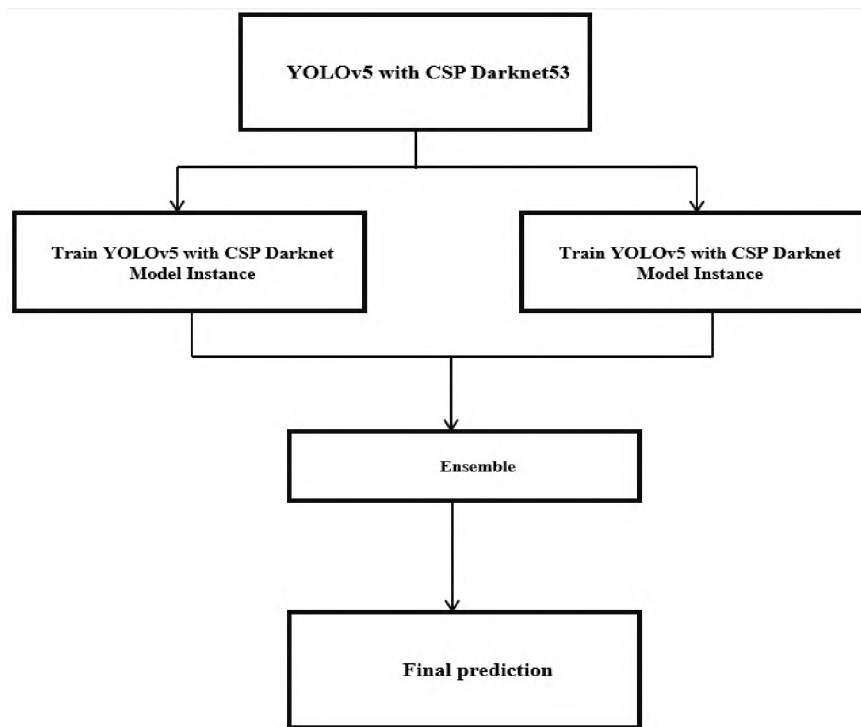 YOLOv5 with CSP Darknet53
Train YOLOv5 with CSP Darknet
Model Instance
Train YOLOv5 with CSP Darknet
Model Instance
Ensemble
Final prediction